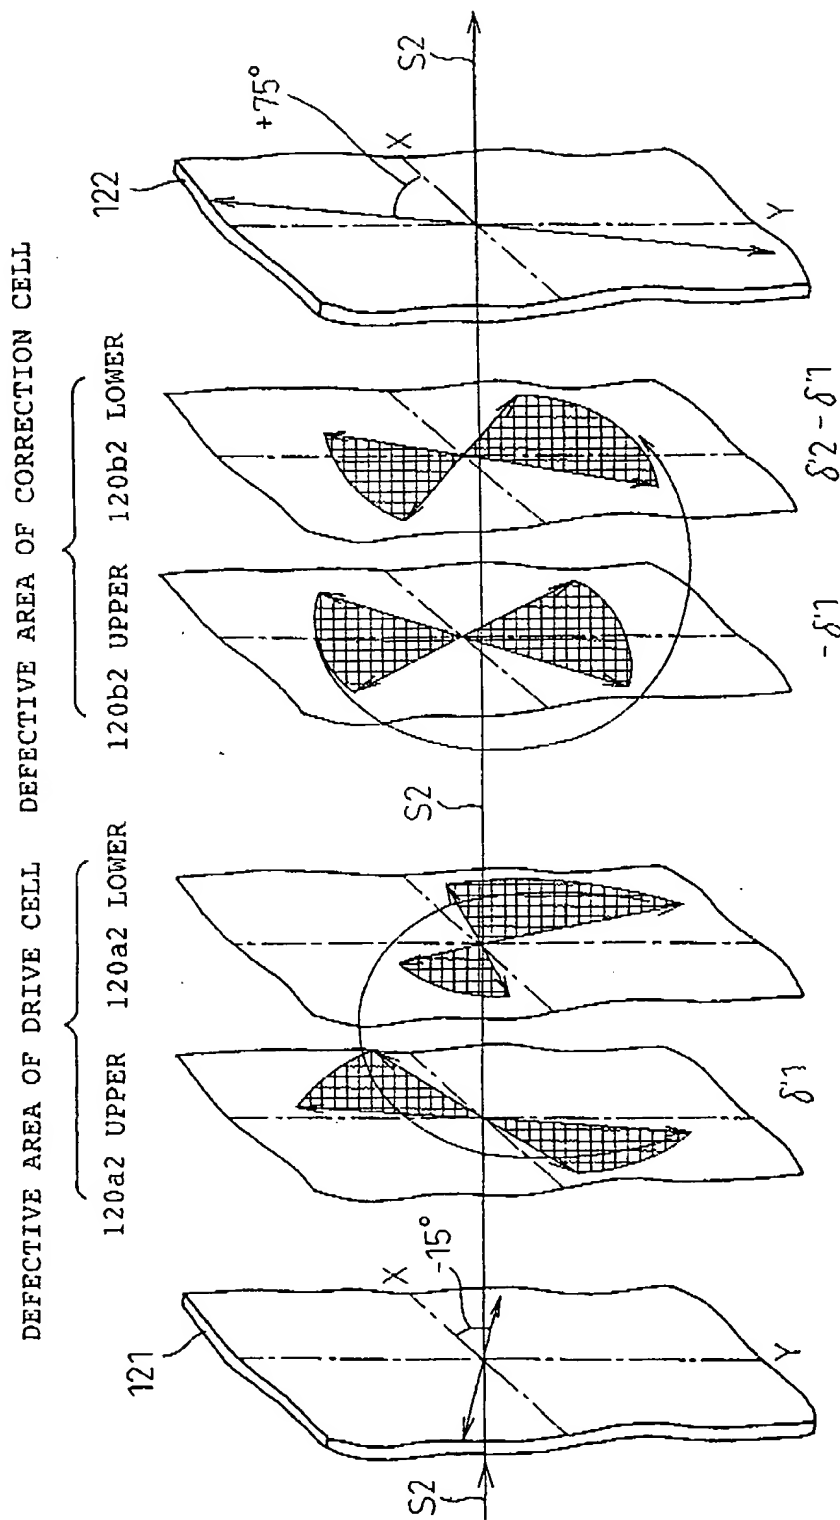 DEFECTIVE AREA OF DRIVE CELL
DEFECTIVE AREA OF CORRECTION CELL
120a2 UPPER
120a2 LOWER
120b2 UPPER
120b2 LOWER
121
122
-15°
+75°
X
X
S2
S2
S2
Y
Y
δ'1
-δ'1
δ'2-δ'1